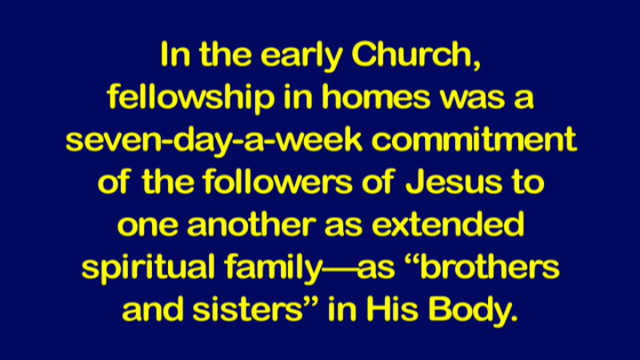 In the early Church,
fellowship in homes was a
seven-day-a-week commitment
of the followers of Jesus to
one another as extended
spiritual family—as “brothers
and sisters” in His Body.